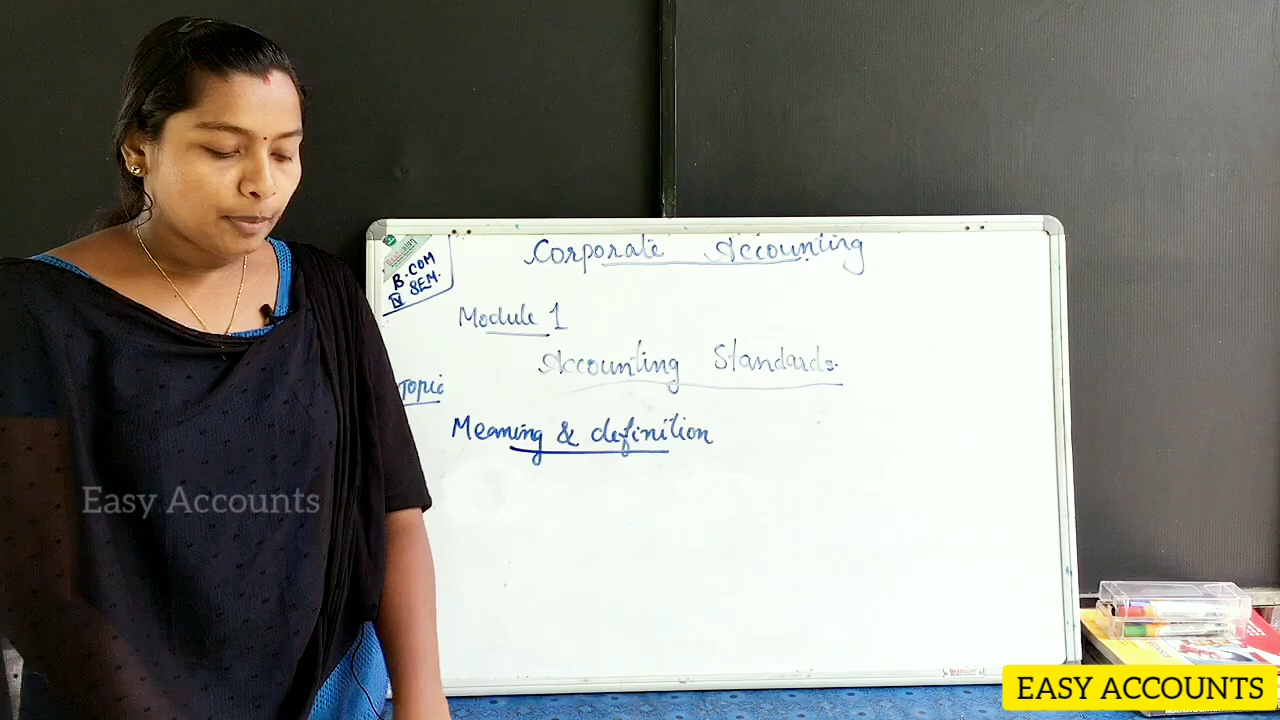 B.COM
IV SEM.
Corporate Accounting
Module 1
Accounting Standards.
Topic
Meaning & definition
Easy Accounts
EASY ACCOUNTS